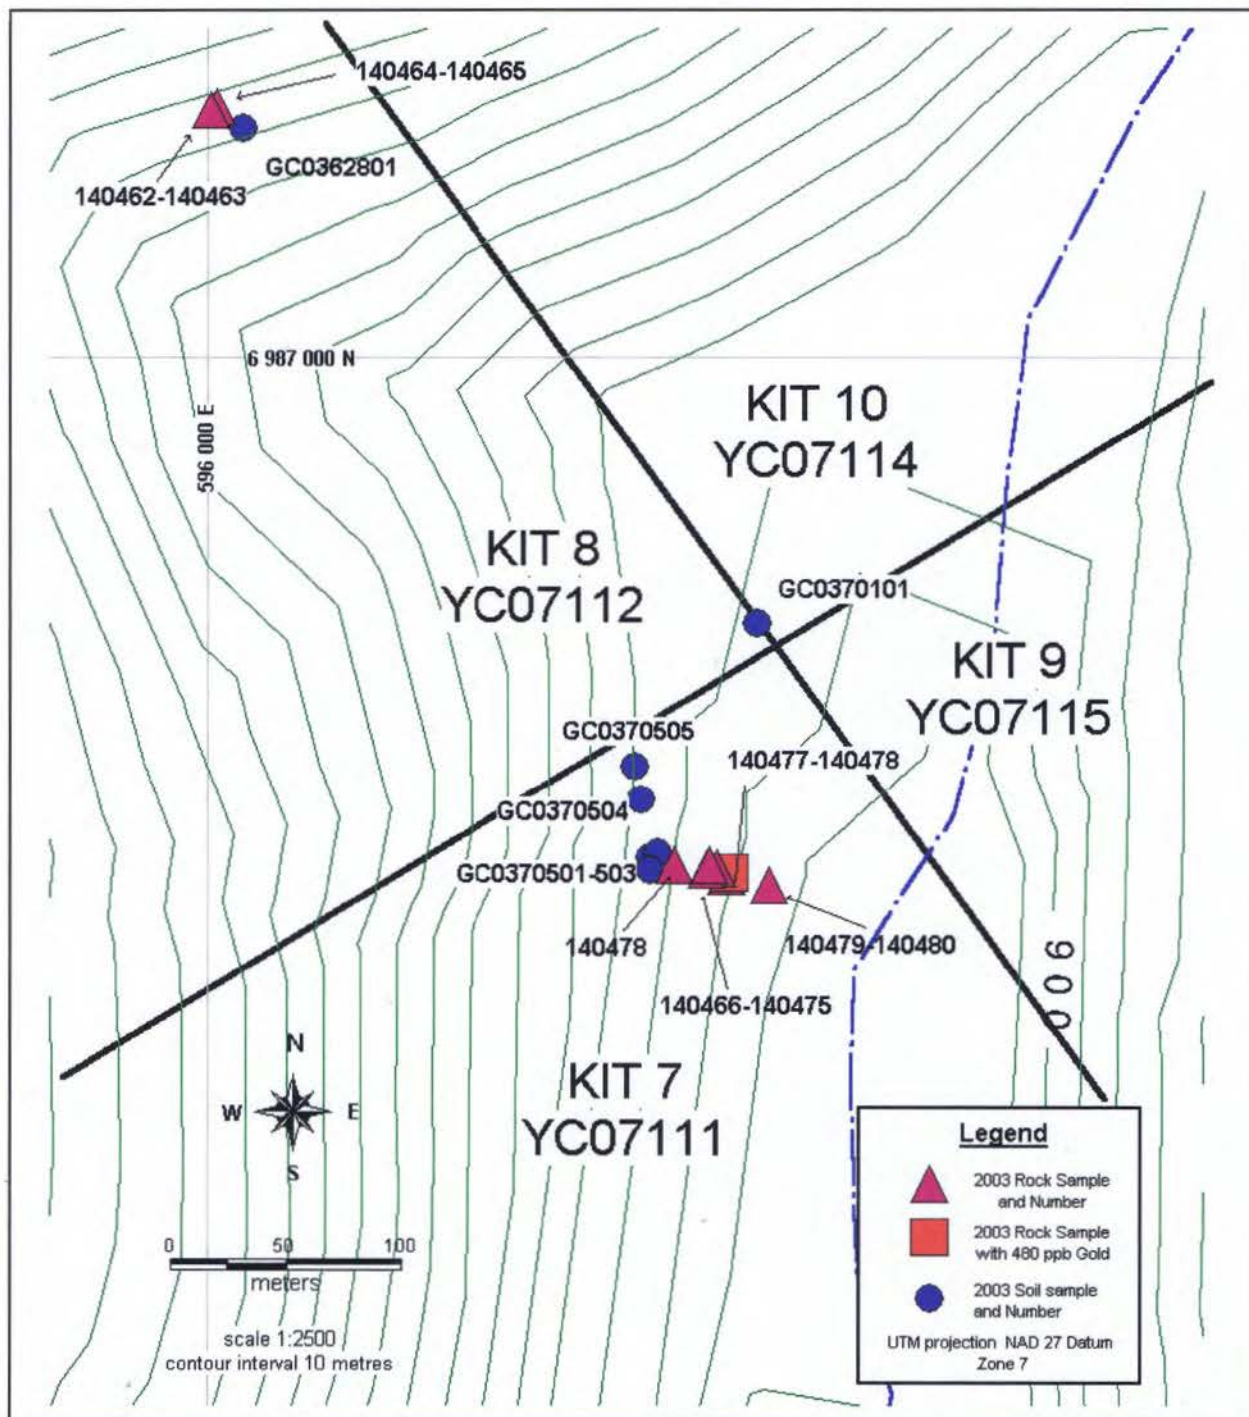 140464-140465
GC0362801
140462-140463
6 987 000 N
596 000 E
KIT 10
YC07114
KIT 8
YC07112
GC0370101
KIT 9
YC07115
GC0370505
140477-140478
GC0370504
GC0370501-503
140478
140479-140480
140466-140475
900
N
W E
S
KIT 7
YC07111
0 50 100
meters
scale 1:2500
contour interval 10 metres
Legend
2003 Rock Sample
and Number
2003 Rock Sample
with 480 ppb Gold
2003 Soil sample
and Number
UTM projection NAD 27 Datum
Zone 7